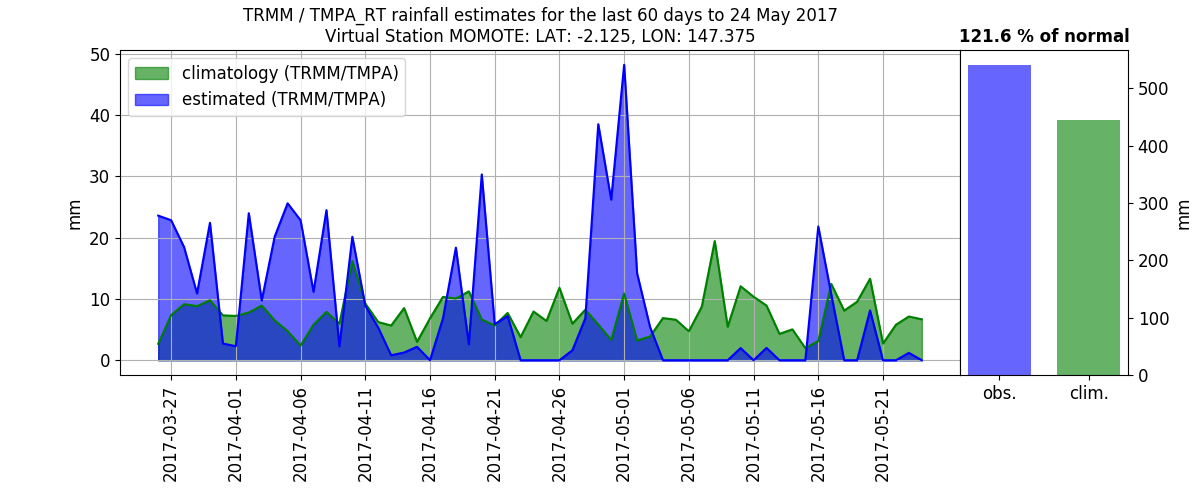 TRMM / TMPA_RT rainfall estimates for the last 60 days to 24 May 2017
Virtual Station MOMOTE: LAT: -2.125, LON: 147.375
121.6 % of normal
climatology (TRMM/TMPA)
estimated (TRMM/TMPA)
mm
50
40
30
20
10
0
2017-03-27
2017-04-01
2017-04-06
2017-04-11
2017-04-16
2017-04-21
2017-04-26
2017-05-01
2017-05-06
2017-05-11
2017-05-16
2017-05-21
500
400
300
200
100
0
mm
obs.
clim.